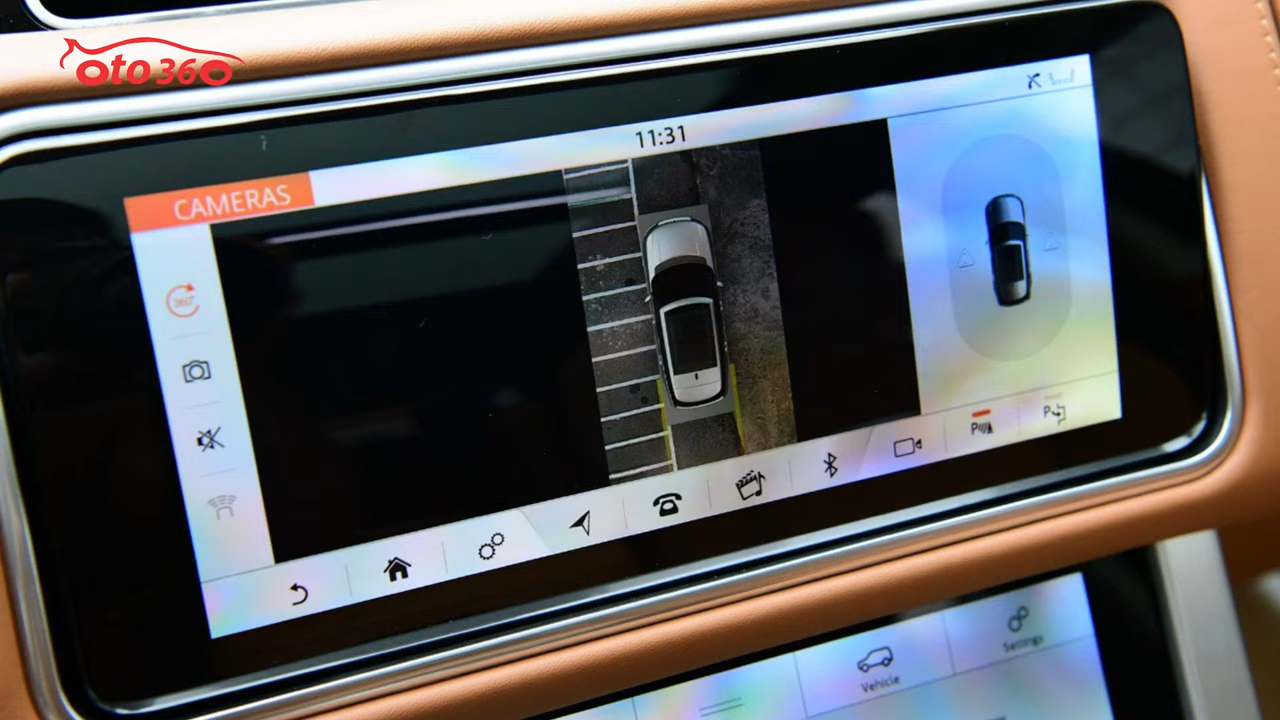 oto360
11:31
CAMERAS
360°
P
P
Vehicle
Settings